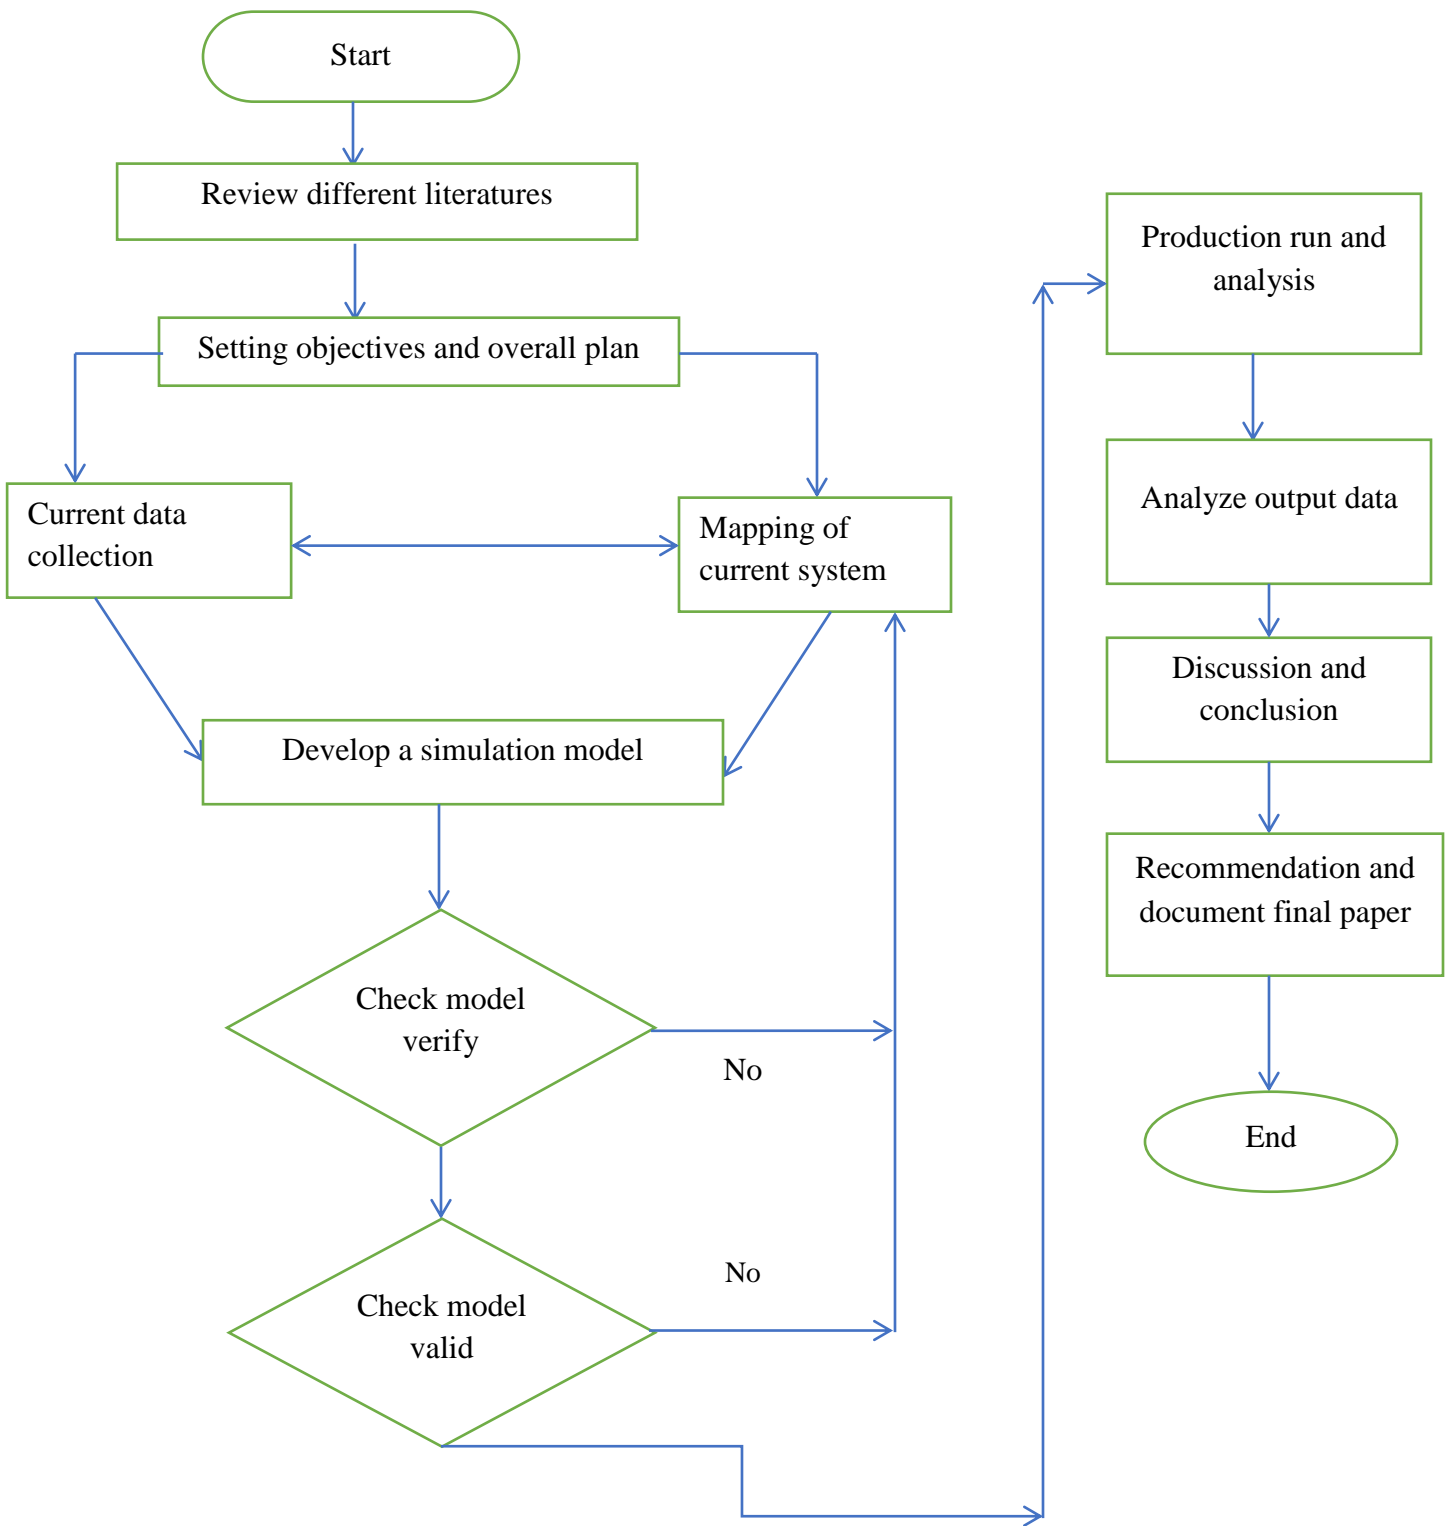 Start
Review different literatures
Setting objectives and overall plan
Current data
collection
Mapping of
current system
Develop a simulation model
Check model
verify
No
Check model
valid
No
Production run and
analysis
Analyze output data
Discussion and
conclusion
Recommendation and
document final paper
End